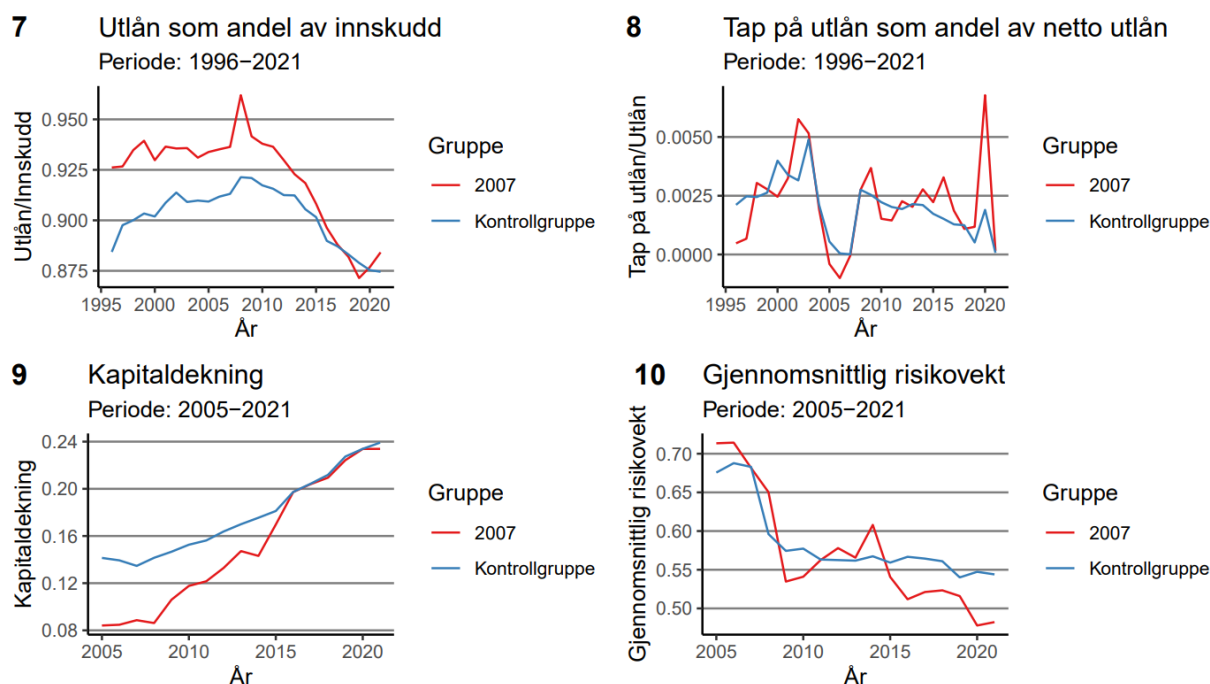 7 Utlån som andel av innskudd
Periode: 1996−2021
Utlån/Innskudd
0.950
0.925
0.900
0.875
1995 2000 2005 2010 2015 2020
År
Gruppe
2007
Kontrollgruppe
8 Tap på utlån som andel av netto utlån
Periode: 1996−2021
Tap på utlån/Utlån
0.0050
0.0025
0.0000
1995 2000 2005 2010 2015 2020
År
Gruppe
2007
Kontrollgruppe
9 Kapitaldekning
Periode: 2005−2021
Kapitaldekning
0.24
0.20
0.16
0.12
0.08
2005 2010 2015 2020
År
Gruppe
2007
Kontrollgruppe
10 Gjennomsnittlig risikovekt
Periode: 2005−2021
Gjennomsnittlig risikovekt
0.70
0.65
0.60
0.55
0.50
2005 2010 2015 2020
År
Gruppe
2007
Kontrollgruppe